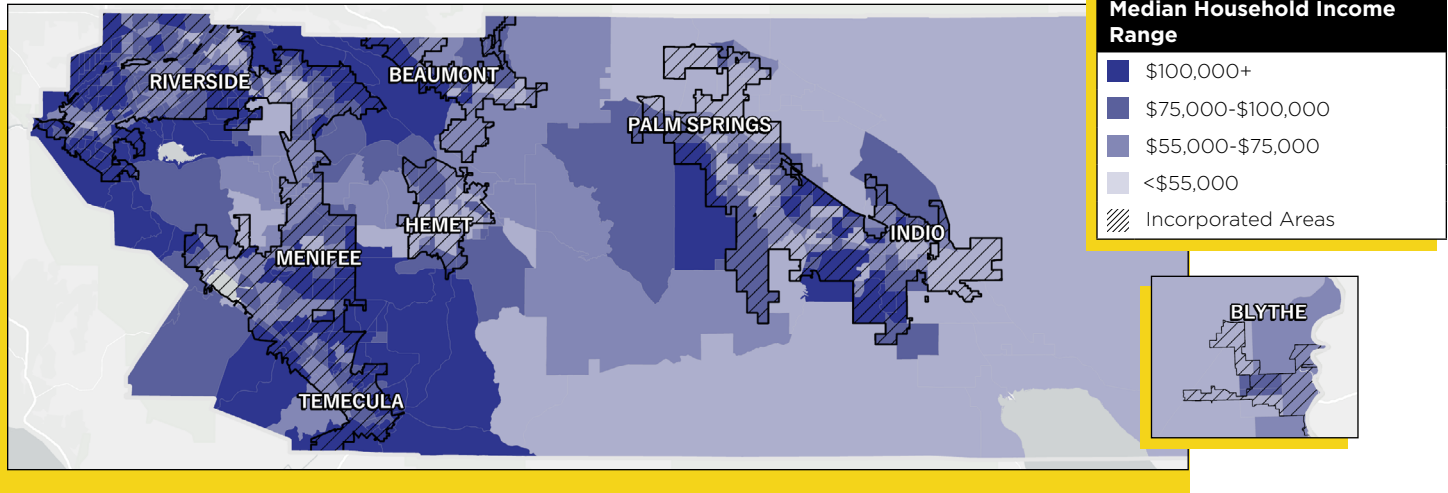 Median Household Income
Range
$100,000+
$75,000-$100,000
$55,000-$75,000
<$55,000
Incorporated Areas
RIVERSIDE
BEAUMONT
PALM SPRINGS
HEMET
INDIO
MENIFEE
TEMECULA
BLYTHE